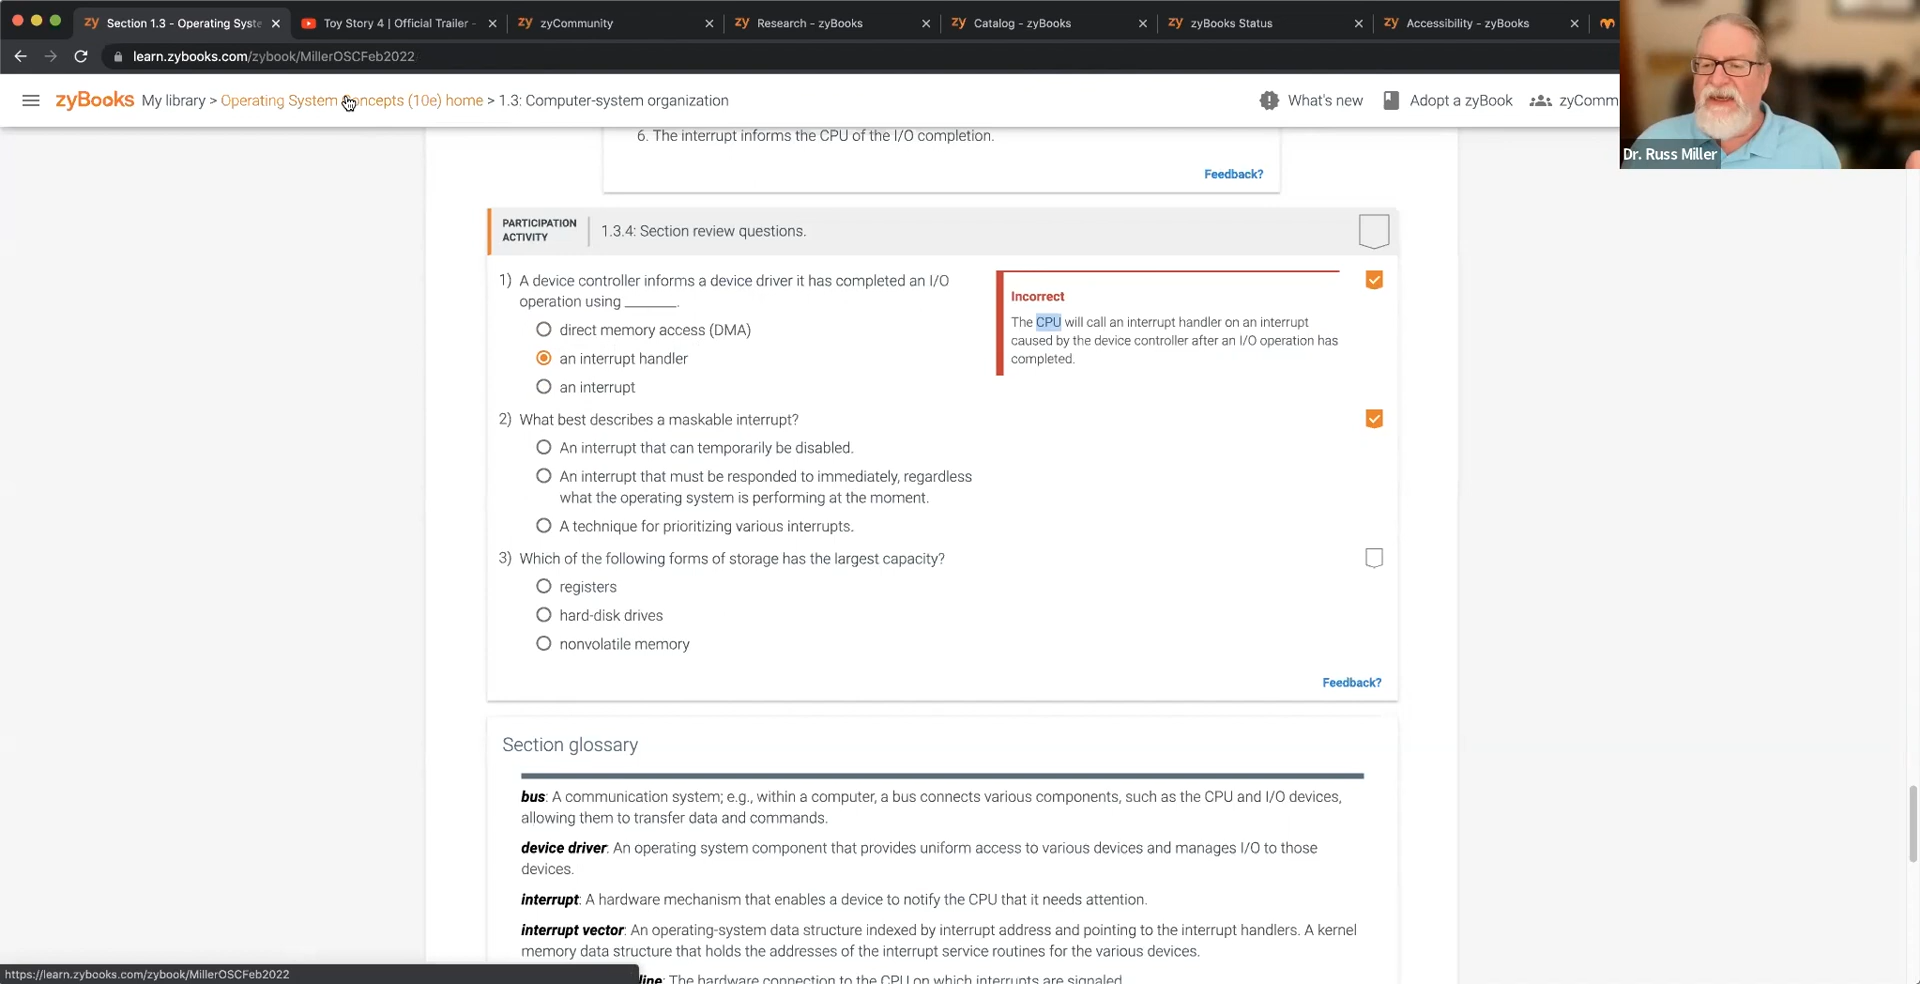 Section 1.3 - Operating Syste
Toy Story 4 | Official Trailer -
zy zyCommunity
zy Research - zyBooks
zy Catalog - zyBooks
zy zyBooks Status
zy Accessibility - zyBooks
learn.zybooks.com/zybook/MillerOSCFeb2022
zyBooks My library > Operating System Concepts (10e) home > 1.3: Computer-system organization
What's new
Adopt a zyBook
zyComm
Dr. Russ Miller
6. The interrupt informs the CPU of the I/O completion.
Feedback?
PARTICIPATION
ACTIVITY
1.3.4: Section review questions.
1) A device controller informs a device driver it has completed an I/O
operation using ________.
direct memory access (DMA)
an interrupt handler
an interrupt
Incorrect
The CPU will call an interrupt handler on an interrupt
caused by the device controller after an I/O operation has
completed.
2) What best describes a maskable interrupt?
An interrupt that can temporarily be disabled.
An interrupt that must be responded to immediately, regardless
what the operating system is performing at the moment.
A technique for prioritizing various interrupts.
3) Which of the following forms of storage has the largest capacity?
registers
hard-disk drives
nonvolatile memory
Feedback?
Section glossary
bus: A communication system; e.g., within a computer, a bus connects various components, such as the CPU and I/O devices,
allowing them to transfer data and commands.
device driver: An operating system component that provides uniform access to various devices and manages I/O to those
devices.
interrupt: A hardware mechanism that enables a device to notify the CPU that it needs attention.
interrupt vector: An operating-system data structure indexed by interrupt address and pointing to the interrupt handlers. A kernel
memory data structure that holds the addresses of the interrupt service routines for the various devices.
line: The hardware connection to the CPU on which interrupts are signaled.
https://learn.zybooks.com/zybook/MillerOSCFeb2022